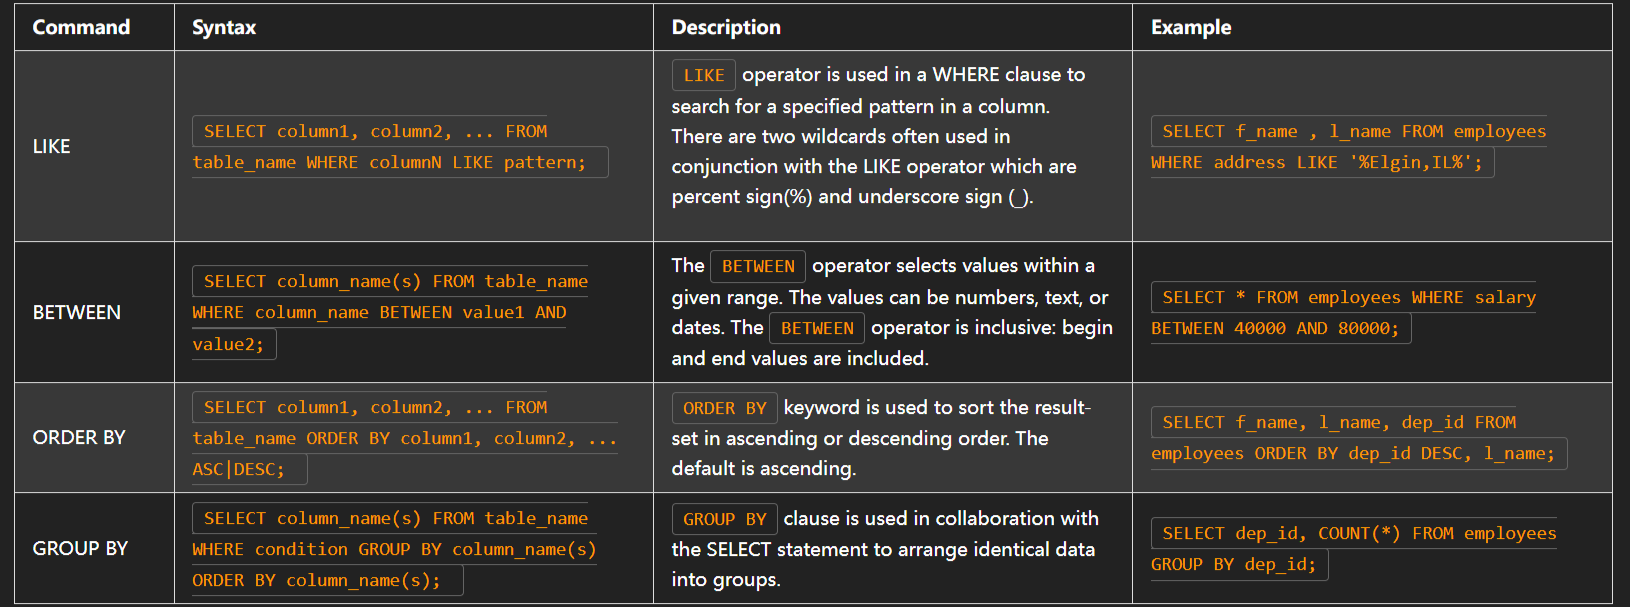 Command Syntax Description Example
LIKE
SELECT column1, column2, ... FROM
table_name WHERE columnN LIKE pattern;
LIKE operator is used in a WHERE clause to
search for a specified pattern in a column.
There are two wildcards often used in
conjunction with the LIKE operator which are
percent sign(%) and underscore sign (_).
SELECT f_name , l_name FROM employees
WHERE address LIKE '%Elgin,IL%';
BETWEEN
SELECT column_name(s) FROM table_name
WHERE column_name BETWEEN value1 AND
value2;
The BETWEEN operator selects values within a
given range. The values can be numbers, text, or
dates. The BETWEEN operator is inclusive: begin
and end values are included.
SELECT * FROM employees WHERE salary
BETWEEN 40000 AND 80000;
ORDER BY
SELECT column1, column2, ... FROM
table_name ORDER BY column1, column2, ...
ASC|DESC;
ORDER BY keyword is used to sort the result-
set in ascending or descending order. The
default is ascending.
SELECT f_name, l_name, dep_id FROM
employees ORDER BY dep_id DESC, l_name;
GROUP BY
SELECT column_name(s) FROM table_name
WHERE condition GROUP BY column_name(s)
ORDER BY column_name(s);
GROUP BY clause is used in collaboration with
the SELECT statement to arrange identical data
into groups.
SELECT dep_id, COUNT(*) FROM employees
GROUP BY dep_id;